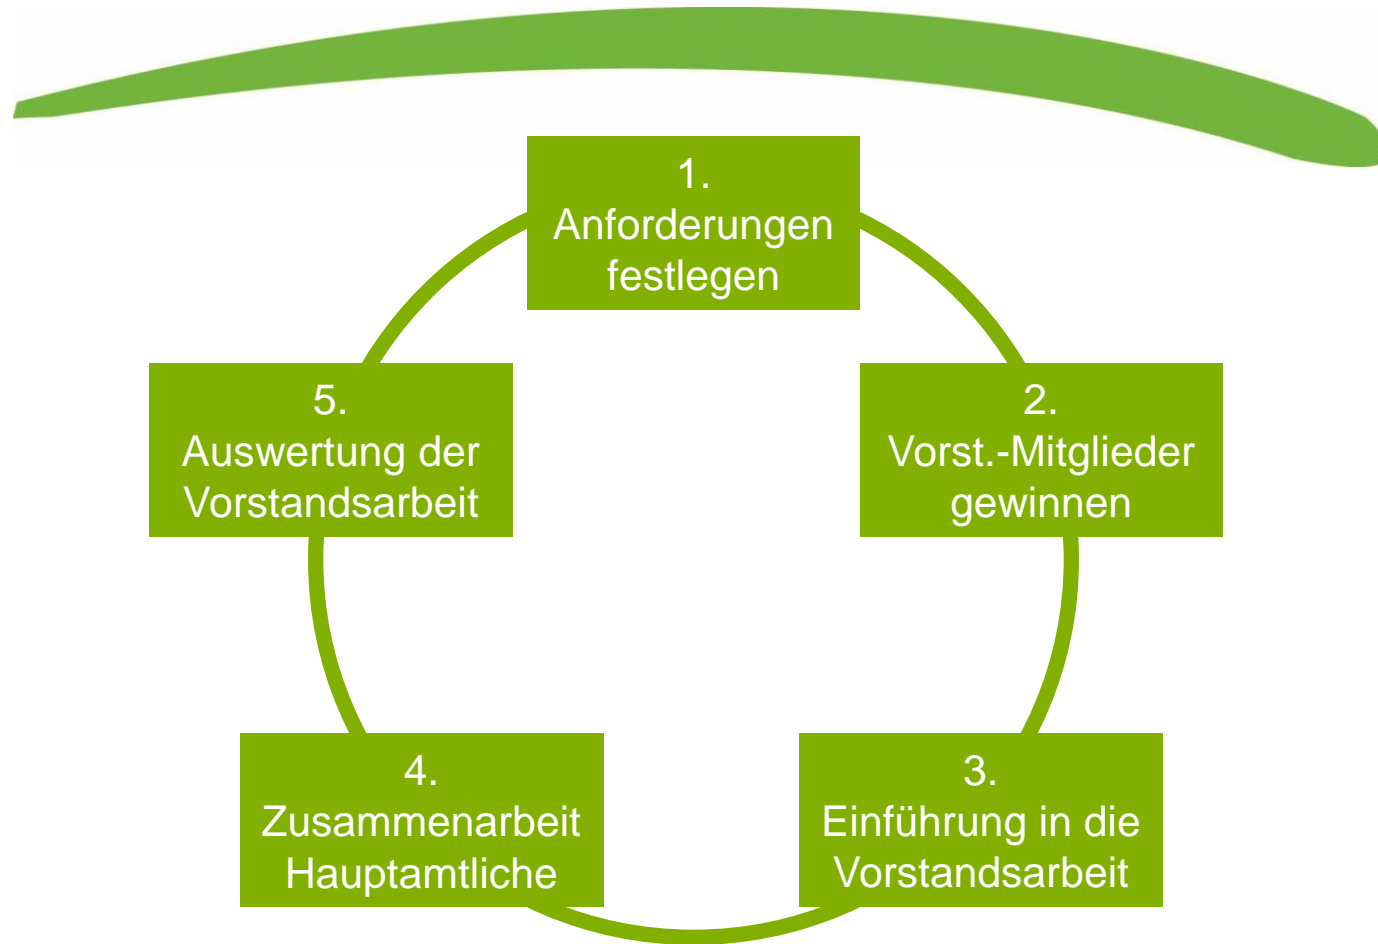 1.
Anforderungen
festlegen
2.
Vorst.-Mitglieder
gewinnen
3.
Einführung in die
Vorstandsarbeit
4.
Zusammenarbeit
Hauptamtliche
5.
Auswertung der
Vorstandsarbeit